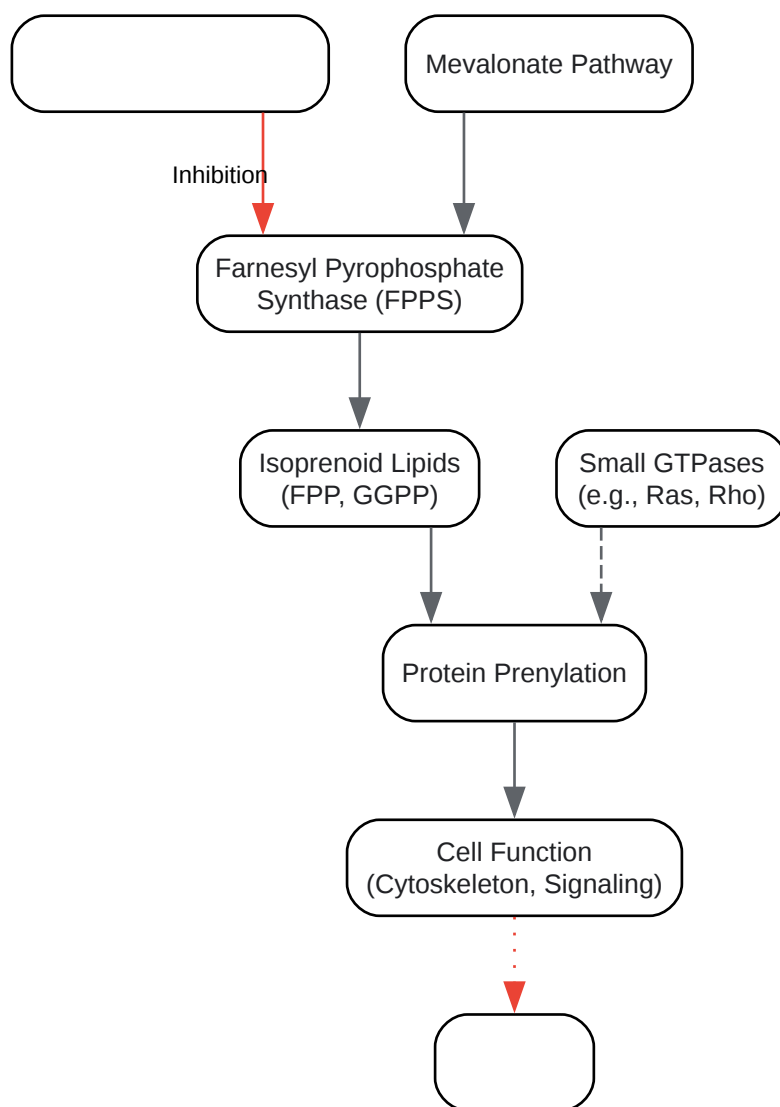 Mevalonate Pathway
Inhibition
Farnesyl Pyrophosphate
Synthase (FPPS)
Isoprenoid Lipids
(FPP, GGPP)
Small GTPases
(e.g., Ras, Rho)
Protein Prenylation
Cell Function
(Cytoskeleton, Signaling)